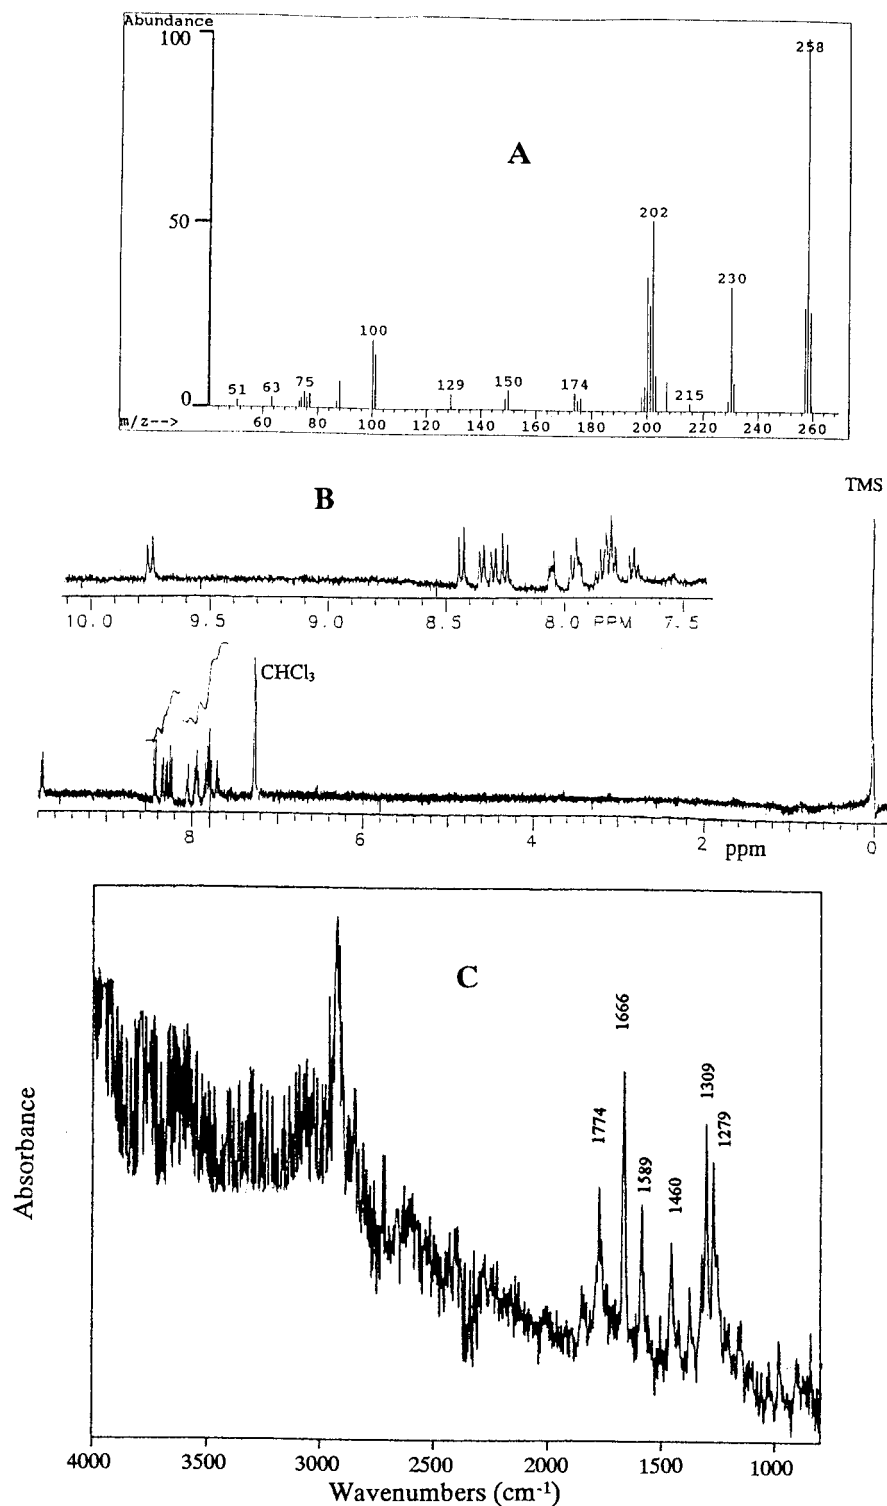 Abundance
100
258
A
50
202
230
100
51 63 75 129 150 174 215
0
60 80 100 120 140 160 180 200 220 240 260
m/z-->
TMS
B
10.0 9.5 9.0 8.5 8.0 PPM 7.5
CHCl₃
8 6 4 2 0
ppm
C
1774
1666
1589
1460
1309
1279
Absorbance
4000 3500 3000 2500 2000 1500 1000
Wavenumbers (cm⁻¹)